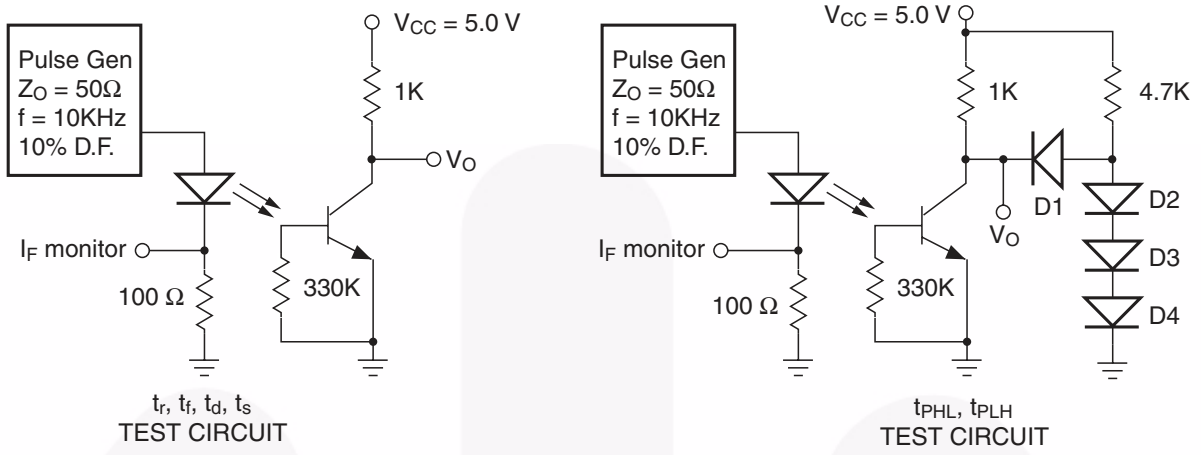 Pulse Gen
ZO = 50Ω
f = 10KHz
10% D.F.
VCC = 5.0 V
1K
VO
IF monitor
100 Ω
330K
tr, tf, td, ts
TEST CIRCUIT
Pulse Gen
ZO = 50Ω
f = 10KHz
10% D.F.
VCC = 5.0 V
1K
4.7K
D1
VO
D2
D3
D4
IF monitor
100 Ω
330K
tPHL, tPLH
TEST CIRCUIT